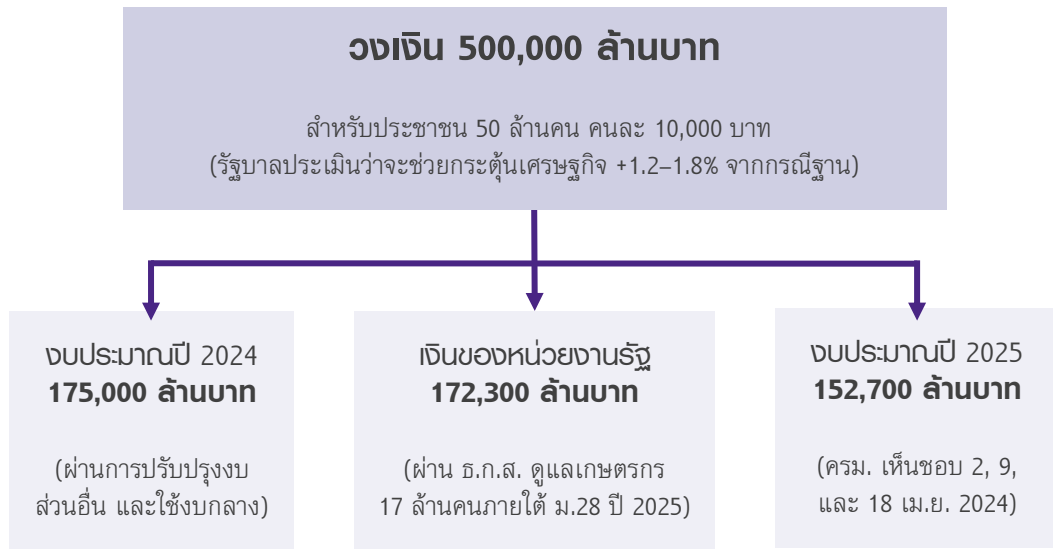 วงเงิน 500,000 ล้านบาท
สำหรับประชาชน 50 ล้านคน คนละ 10,000 บาท
(รัฐบาลประเมินว่าจะช่วยกระตุ้นเศรษฐกิจ +1.2–1.8% จากกรณีฐาน)
งบประมาณปี 2024
175,000 ล้านบาท
(ผ่านการปรับปรุงงบ
ส่วนอื่น และใช้งบกลาง)
เงินของหน่วยงานรัฐ
172,300 ล้านบาท
(ผ่าน ธ.ก.ส. ดูแลเกษตรกร
17 ล้านคนภายใต้ ม.28 ปี 2025)
งบประมาณปี 2025
152,700 ล้านบาท
(ครม. เห็นชอบ 2, 9,
และ 18 เม.ย. 2024)